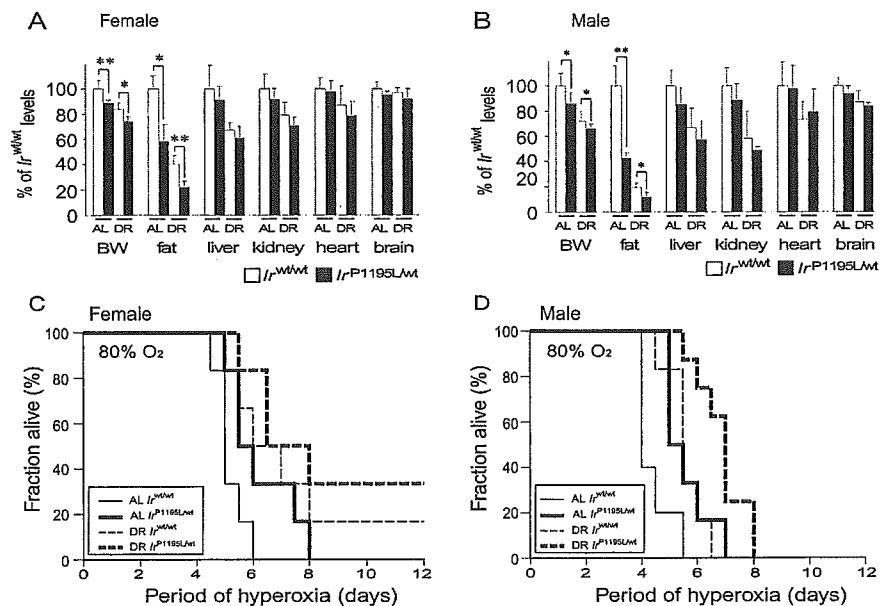 A Female
% of Ir^wt/wt levels
100
80
60
40
20
0
** * * **
AL DR AL DR AL DR AL DR AL DR AL DR
BW fat liver kidney heart brain
Ir^wt/wt Ir^P1195L/wt
B Male
% of Ir^wt/wt levels
100
80
60
40
20
0
* * ** *
AL DR AL DR AL DR AL DR AL DR AL DR
BW fat liver kidney heart brain
Ir^wt/wt Ir^P1195L/wt
C Female
80% O₂
Fraction alive (%)
100
80
60
40
20
0
AL Ir^wt/wt
AL Ir^P1195L/wt
DR Ir^wt/wt
DR Ir^P1195L/wt
0 2 4 6 8 10 12
Period of hyperoxia (days)
D Male
80% O₂
Fraction alive (%)
100
80
60
40
20
0
AL Ir^wt/wt
AL Ir^P1195L/wt
DR Ir^wt/wt
DR Ir^P1195L/wt
0 2 4 6 8 10 12
Period of hyperoxia (days)